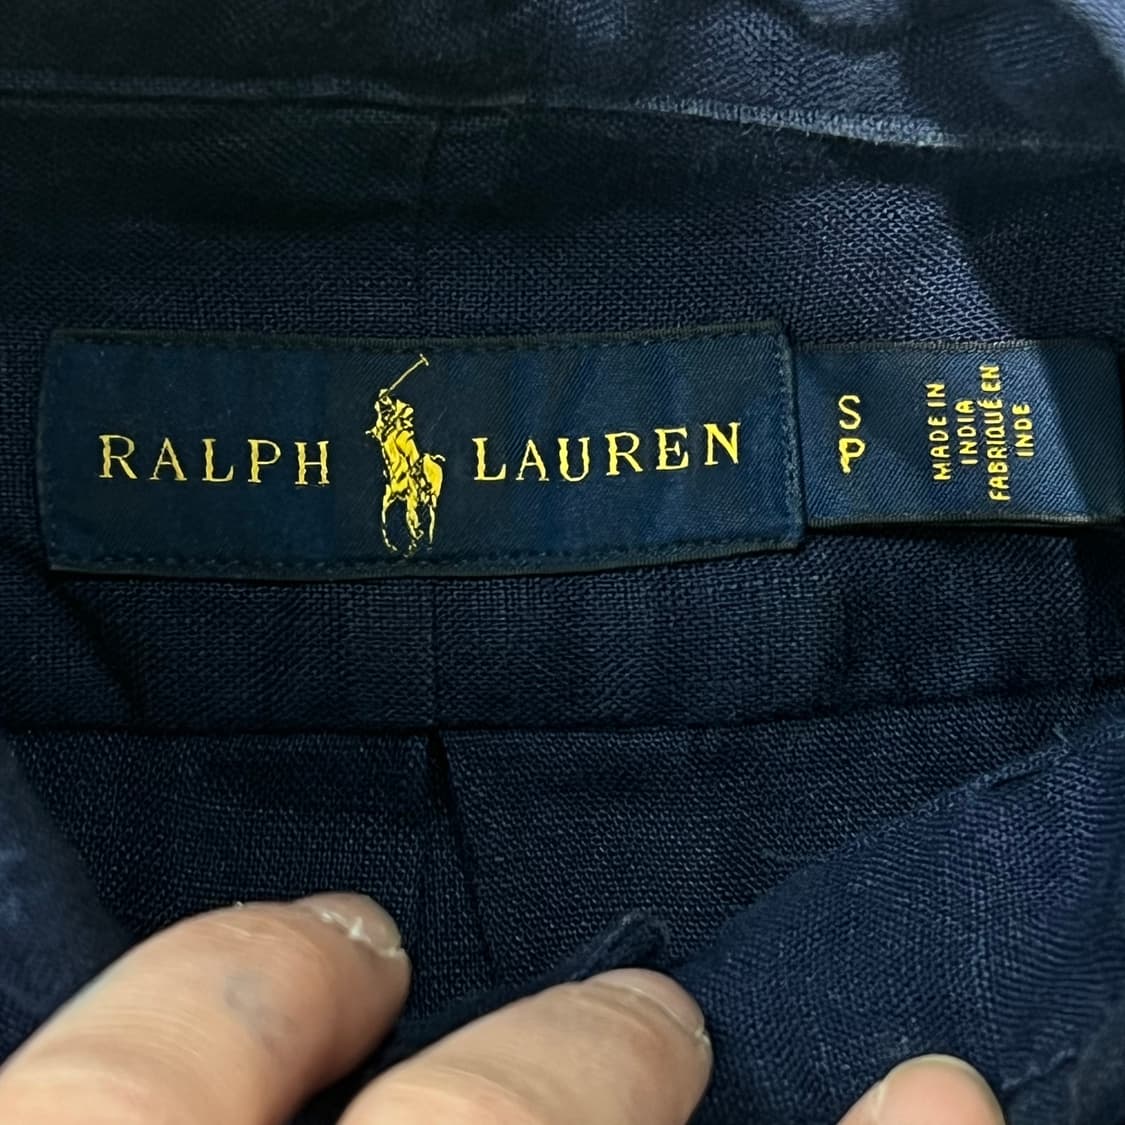 RALPH LAUREN
S
P
MADE IN
INDIA
FABRIQUÉ EN
INDE